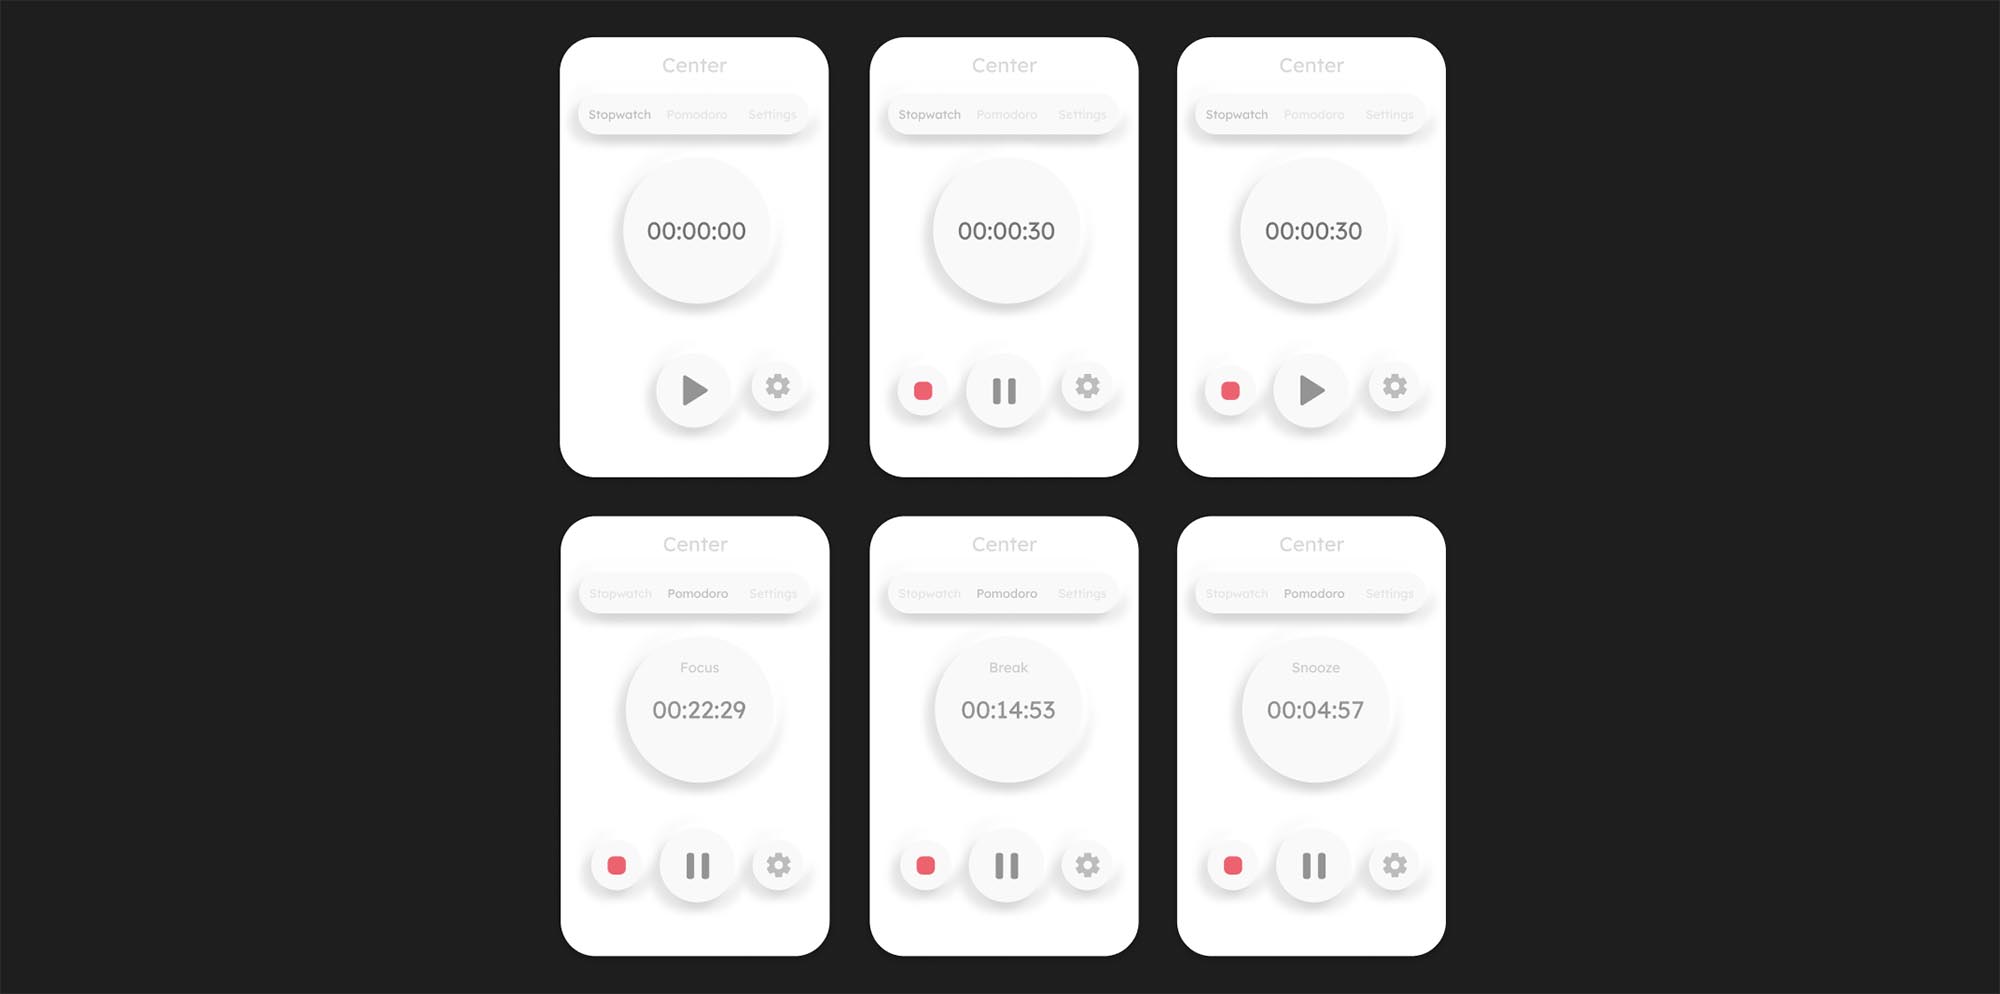 Center
Stopwatch Pomodoro Settings
00:00:00
Center
Stopwatch Pomodoro Settings
00:00:30
Center
Stopwatch Pomodoro Settings
00:00:30
Center
Stopwatch Pomodoro Settings
Focus
00:22:29
Center
Stopwatch Pomodoro Settings
Break
00:14:53
Center
Stopwatch Pomodoro Settings
Snooze
00:04:57